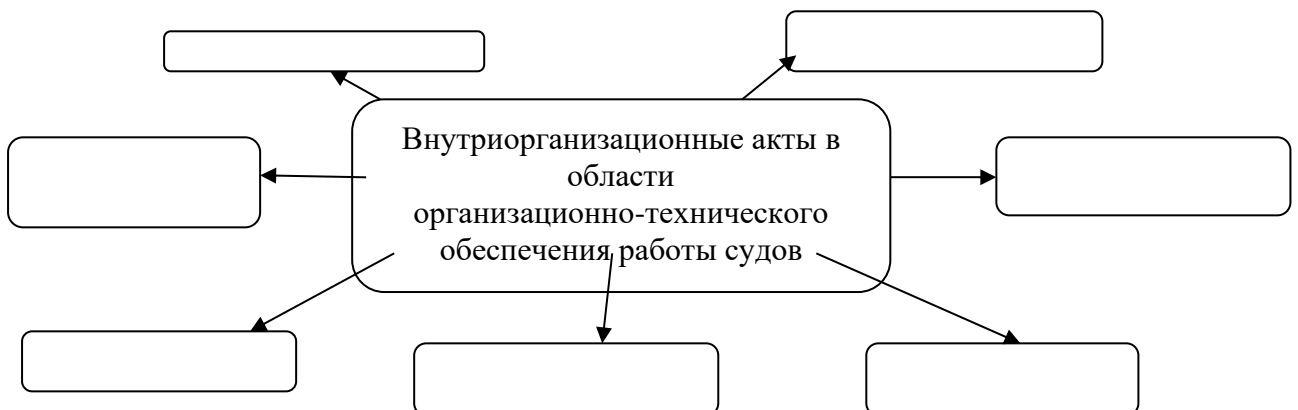 Внутриорганизационные акты в
области
организационно-технического
обеспечения работы судов